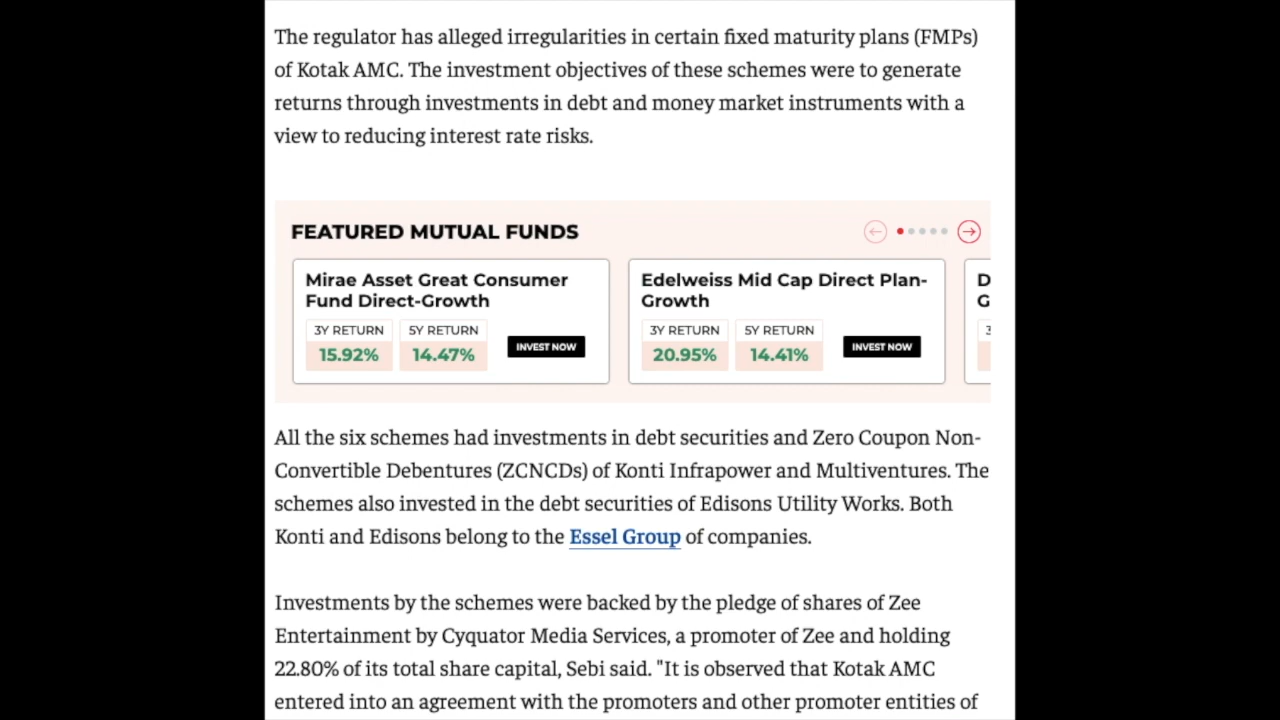 The regulator has alleged irregularities in certain fixed maturity plans (FMPs)
of Kotak AMC. The investment objectives of these schemes were to generate
returns through investments in debt and money market instruments with a
view to reducing interest rate risks.
FEATURED MUTUAL FUNDS
Mirae Asset Great Consumer
Fund Direct-Growth
3Y RETURN 5Y RETURN
15.92% 14.47%
INVEST NOW
Edelweiss Mid Cap Direct Plan-
Growth
3Y RETURN 5Y RETURN
20.95% 14.41%
INVEST NOW
D
G
3
All the six schemes had investments in debt securities and Zero Coupon Non-
Convertible Debentures (ZCNCDs) of Konti Infrapower and Multiventures. The
schemes also invested in the debt securities of Edisons Utility Works. Both
Konti and Edisons belong to the Essel Group of companies.
Investments by the schemes were backed by the pledge of shares of Zee
Entertainment by Cyquator Media Services, a promoter of Zee and holding
22.80% of its total share capital, Sebi said. "It is observed that Kotak AMC
entered into an agreement with the promoters and other promoter entities of